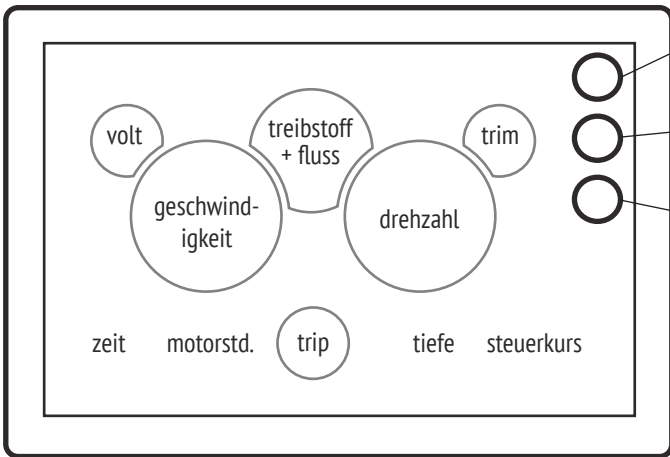 volt
treibstoff
+ fluss
trim
geschwind-
igkeit
drehzahl
zeit motorstd. trip tiefe steuerkurs